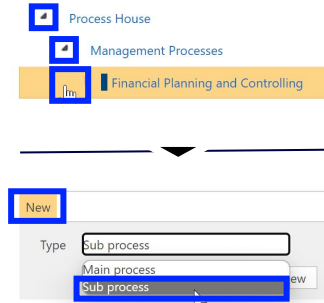 Process House
Management Processes
Financial Planning and Controlling
New
Type Sub process
Main process
Sub process